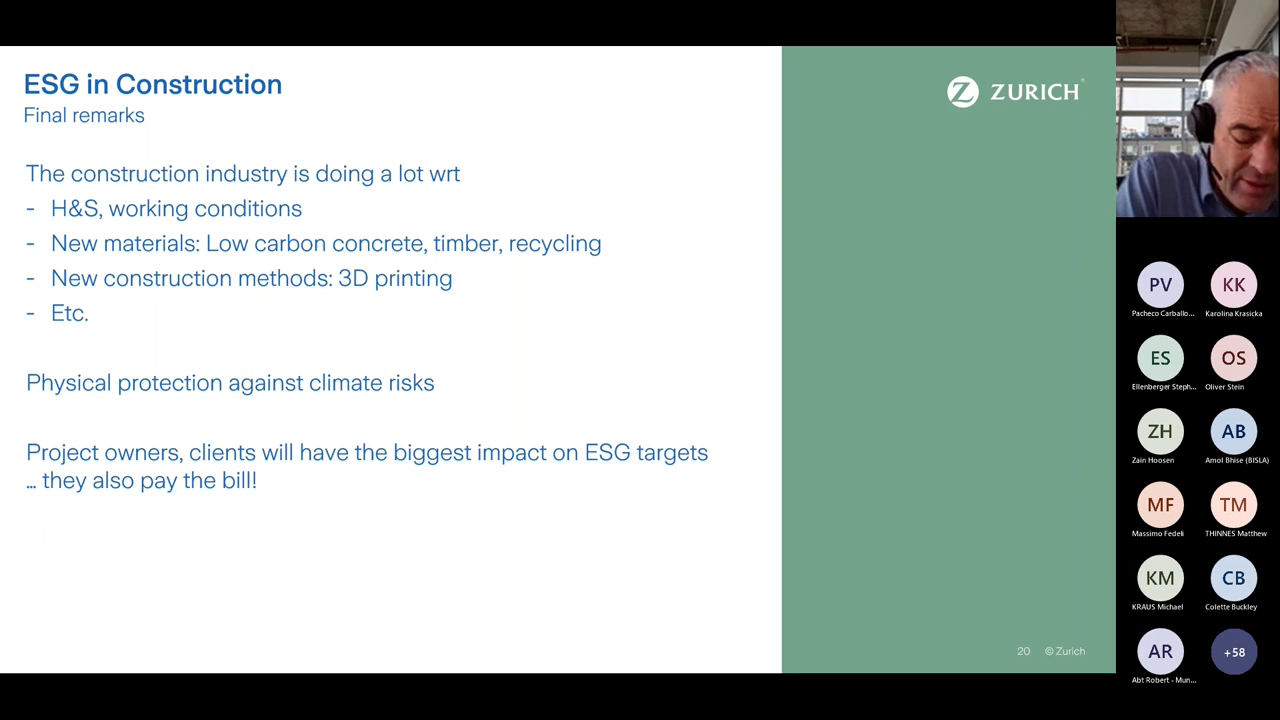 ESG in Construction
Final remarks
The construction industry is doing a lot wrt
- H&S, working conditions
- New materials: Low carbon concrete, timber, recycling
- New construction methods: 3D printing
- Etc.
Physical protection against climate risks
Project owners, clients will have the biggest impact on ESG targets
... they also pay the bill!
Z ZURICH
20 © Zurich
PV KK
Pacheco Carballo... Karolina Krasicka
ES OS
Ellenberger Steph... Oliver Stein
ZH AB
Zain Hoosen Amol Bhise (BISLA)
MF TM
Massimo Fedeli THINNES Matthew
KM CB
KRAUS Michael Colette Buckley
AR +58
Abt Robert - Mun...